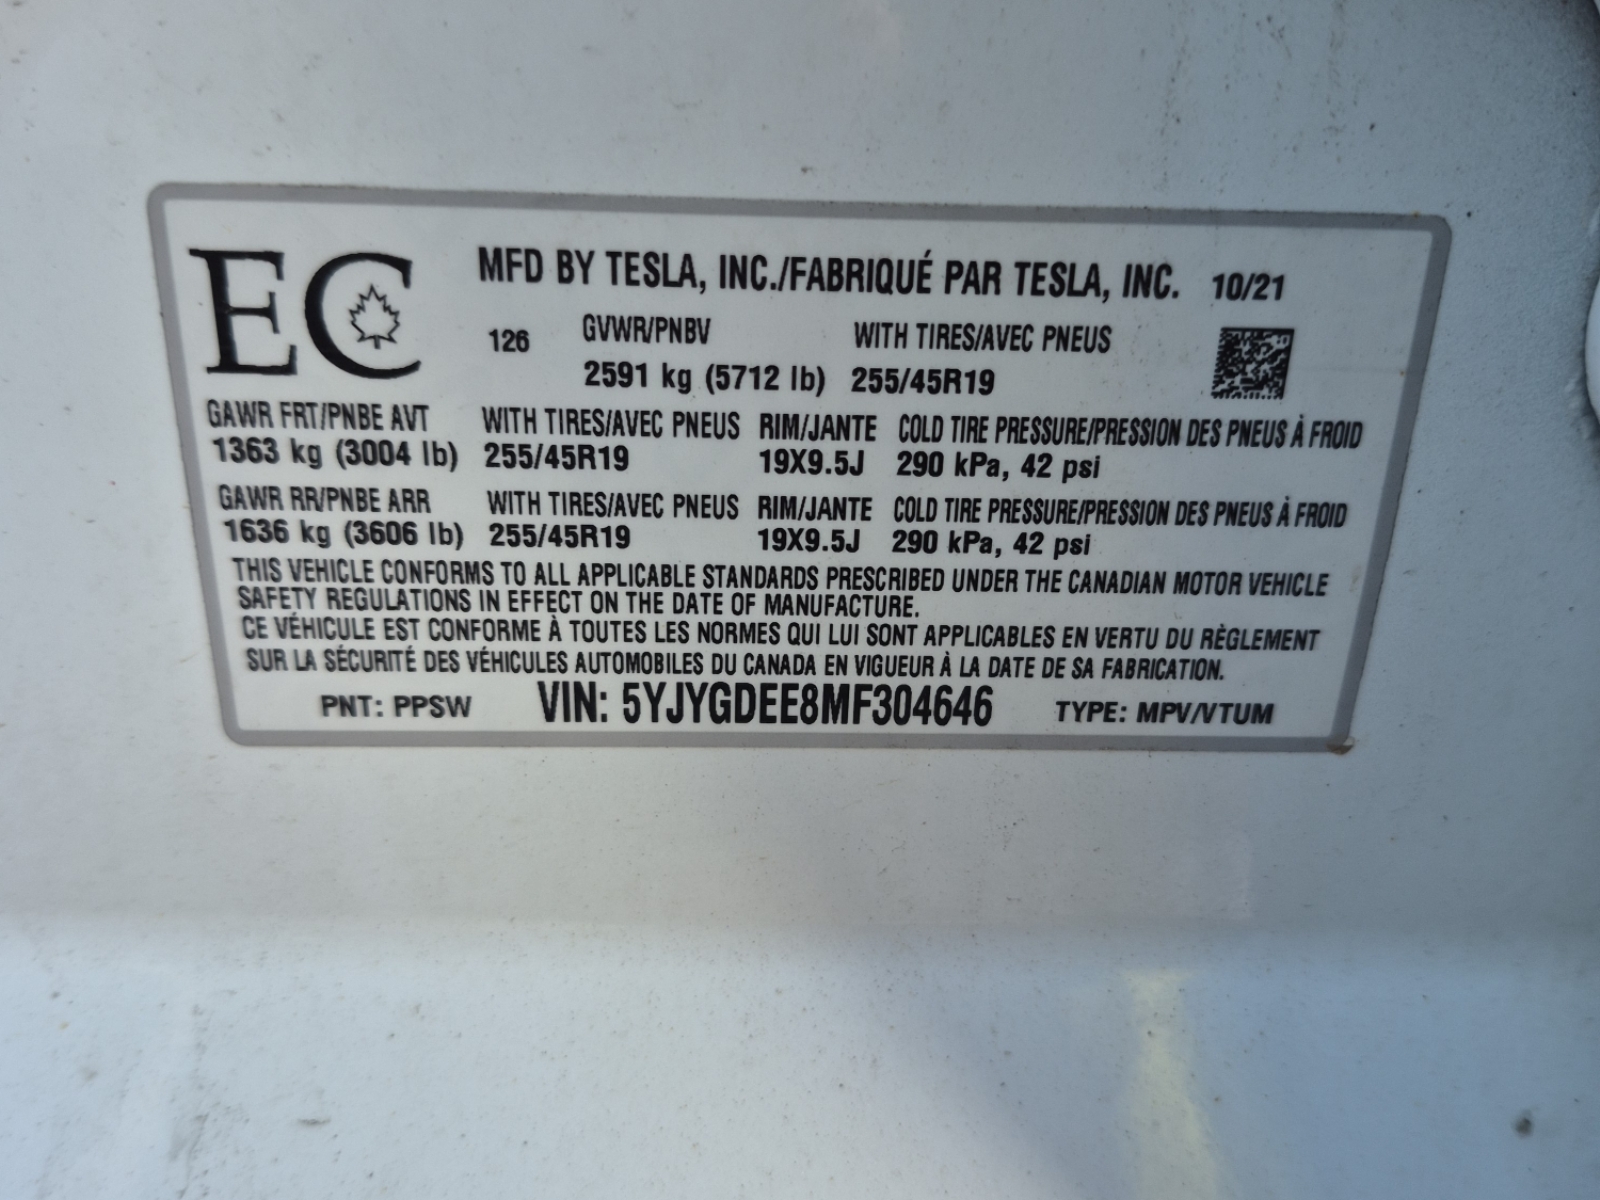 EC MFD BY TESLA, INC./FABRIQUÉ PAR TESLA, INC. 10/21
126 GVWR/PNBV WITH TIRES/AVEC PNEUS
2591 kg (5712 lb) 255/45R19
GAWR FRT/PNBE AVT WITH TIRES/AVEC PNEUS RIM/JANTE COLD TIRE PRESSURE/PRESSION DES PNEUS À FROID
1363 kg (3004 lb) 255/45R19 19X9.5J 290 kPa, 42 psi
GAWR RR/PNBE ARR WITH TIRES/AVEC PNEUS RIM/JANTE COLD TIRE PRESSURE/PRESSION DES PNEUS À FROID
1636 kg (3606 lb) 255/45R19 19X9.5J 290 kPa, 42 psi
THIS VEHICLE CONFORMS TO ALL APPLICABLE STANDARDS PRESCRIBED UNDER THE CANADIAN MOTOR VEHICLE
SAFETY REGULATIONS IN EFFECT ON THE DATE OF MANUFACTURE.
CE VÉHICULE EST CONFORME À TOUTES LES NORMES QUI LUI SONT APPLICABLES EN VERTU DU RÈGLEMENT
SUR LA SÉCURITÉ DES VÉHICULES AUTOMOBILES DU CANADA EN VIGUEUR À LA DATE DE SA FABRICATION.
PNT: PPSW VIN: 5YJYGDEE8MF304646 TYPE: MPV/VTUM